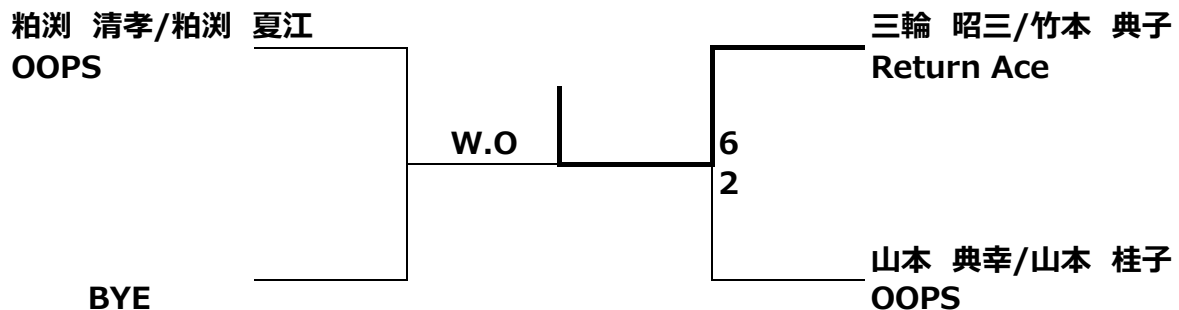 粕渕 清孝/粕渕 夏江
OOPS
BYE
W.O
6
2
三輪 昭三/竹本 典子
Return Ace
山本 典幸/山本 桂子
OOPS